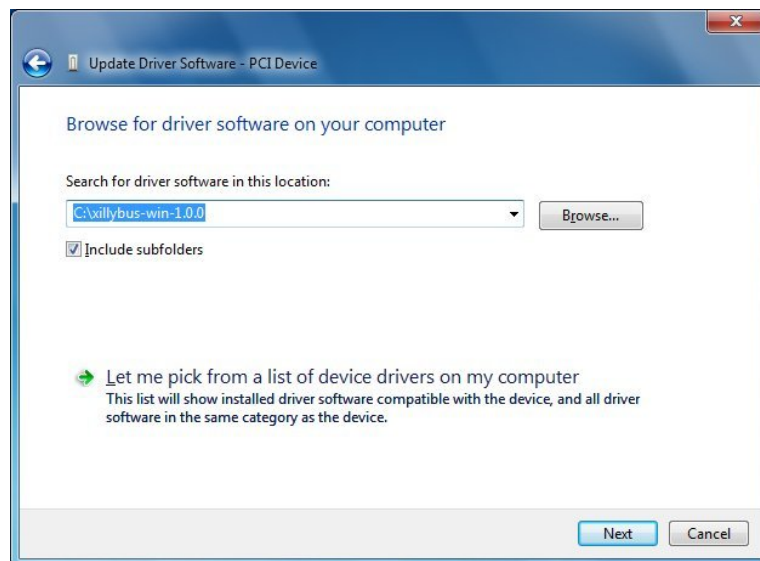 Update Driver Software - PCI Device
Browse for driver software on your computer
Search for driver software in this location:
C:\xillybus-win-1.0.0
Browse...
Include subfolders
Let me pick from a list of device drivers on my computer
This list will show installed driver software compatible with the device, and all driver
software in the same category as the device.
Next
Cancel